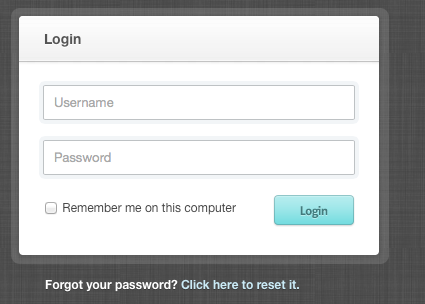 Login
Username
Password
Remember me on this computer
Login
Forgot your password? Click here to reset it.